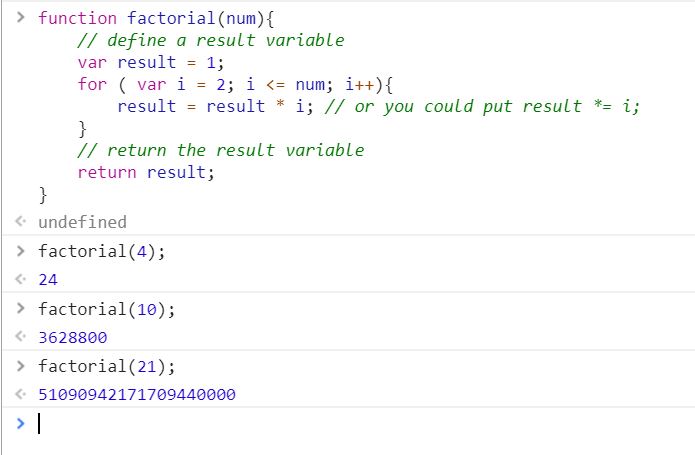 function factorial(num){
// define a result variable
var result = 1;
for ( var i = 2; i <= num; i++){
result = result * i; // or you could put result *= i;
}
// return the result variable
return result;
}
undefined
factorial(4);
24
factorial(10);
3628800
factorial(21);
51090942171709440000